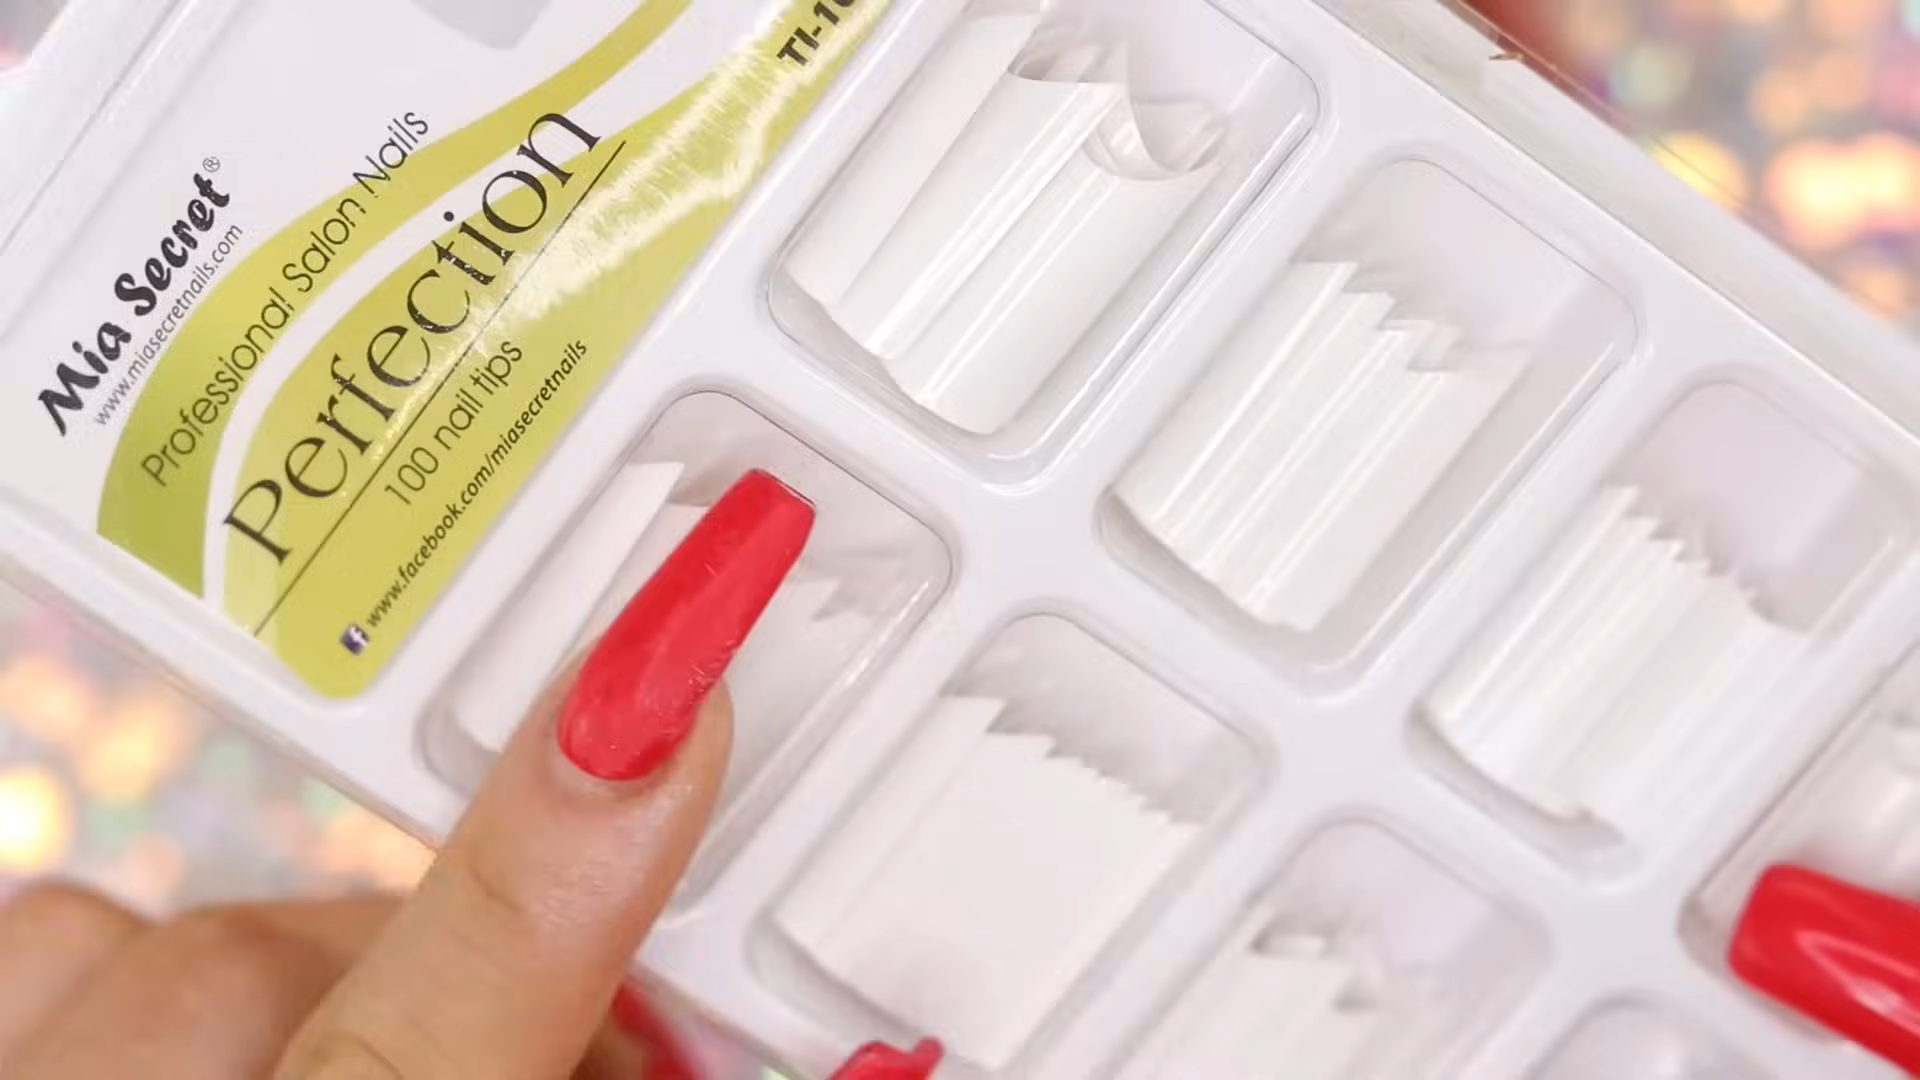 Mia Secret®
www.miasecretnails.com
Professional Salon Nails
Perfection
100 nail tips
f www.facebook.com/miasecretnails